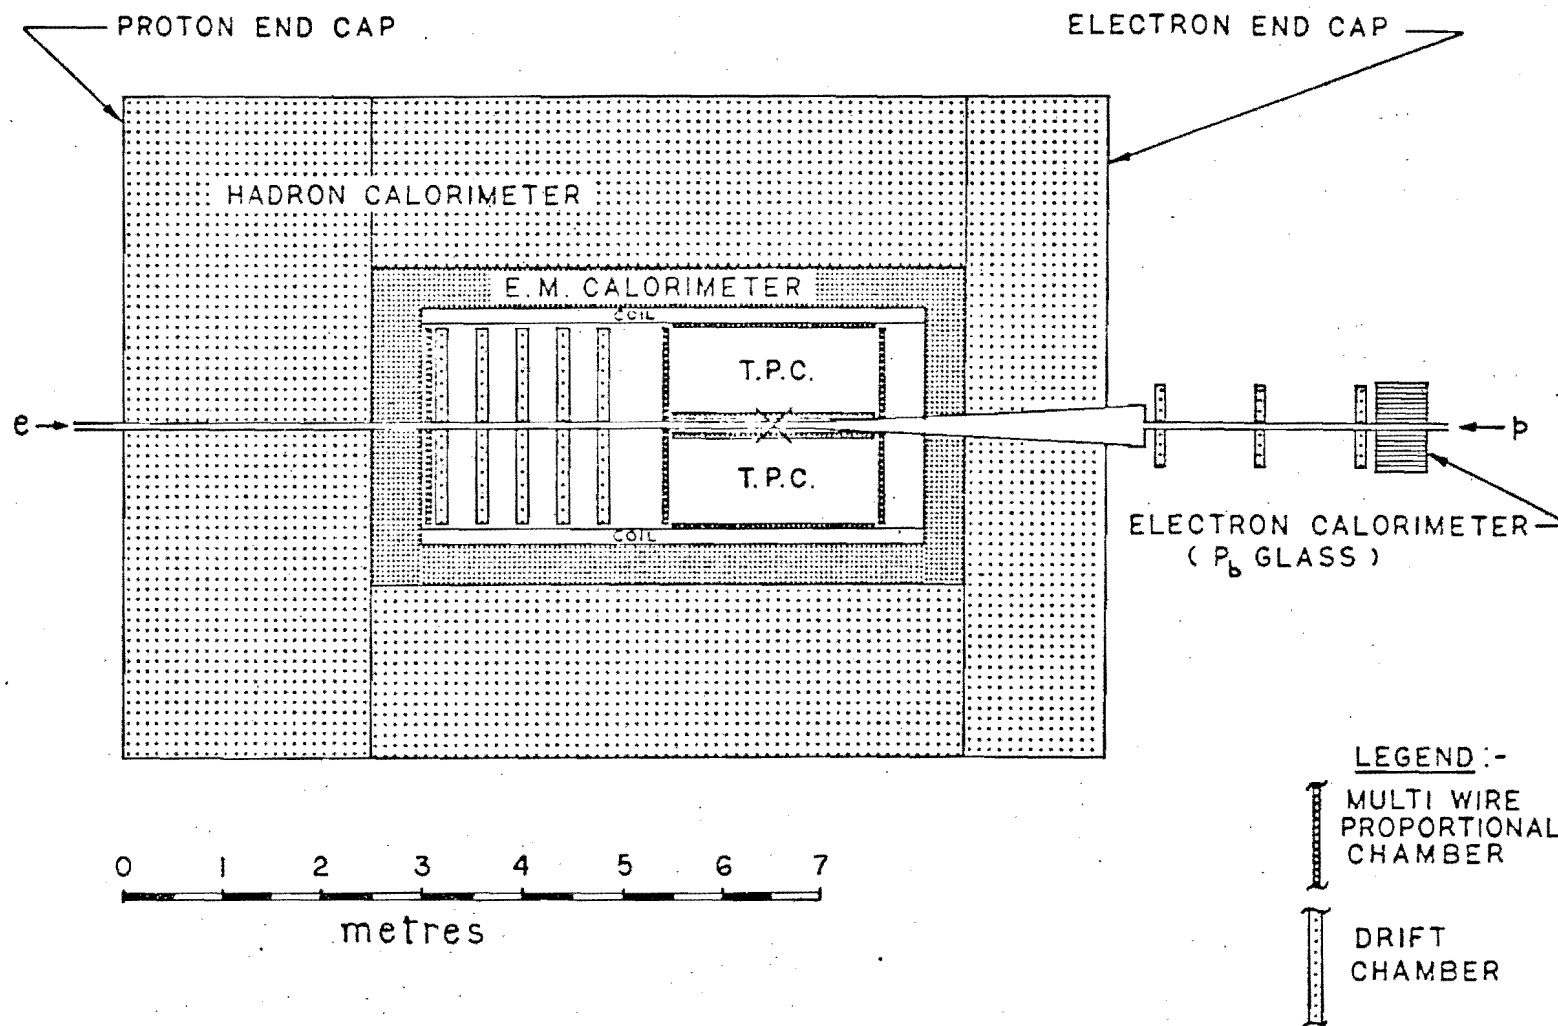 PROTON END CAP
ELECTRON END CAP
HADRON CALORIMETER
E.M. CALORIMETER
COIL
T.P.C.
e
p
T.P.C.
COIL
ELECTRON CALORIMETER
( Pb GLASS )
LEGEND :-
MULTI WIRE
PROPORTIONAL
CHAMBER
DRIFT
CHAMBER
0 1 2 3 4 5 6 7
metres